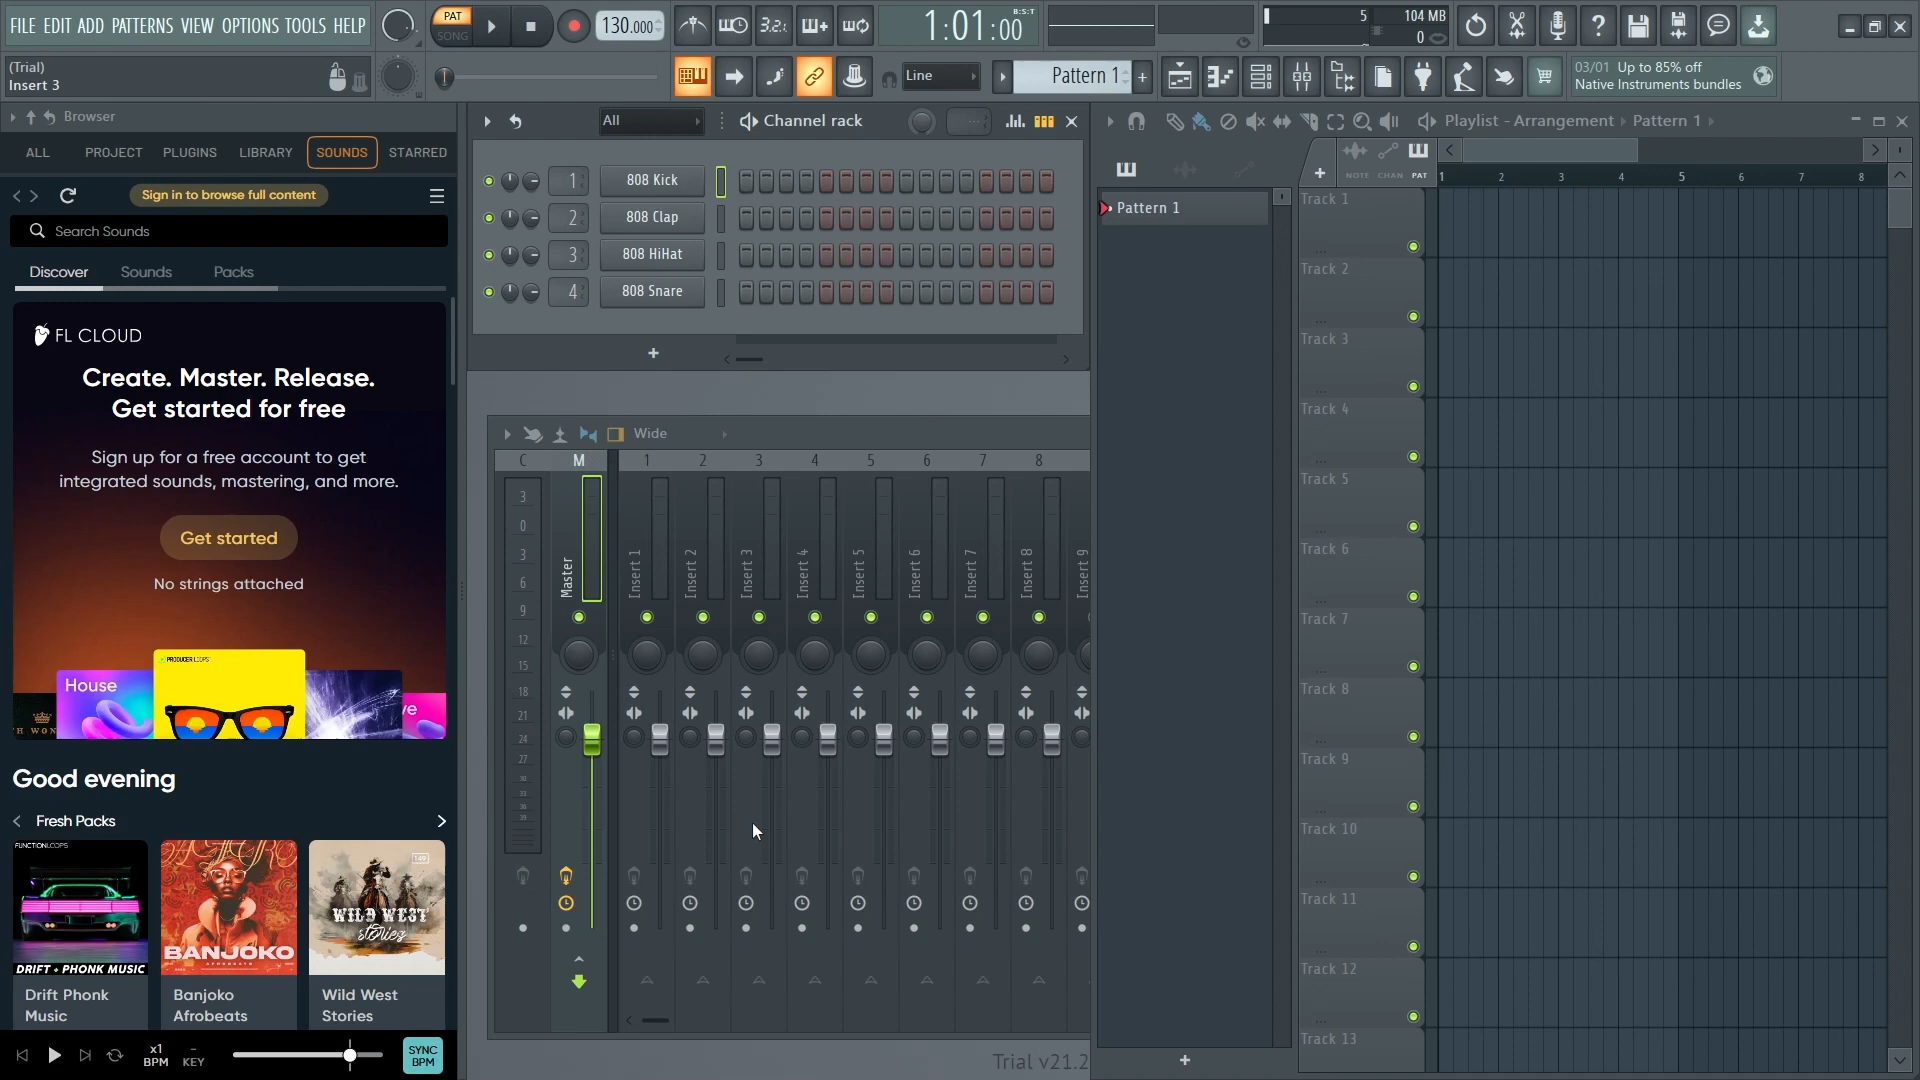 FILE EDIT ADD PATTERNS VIEW OPTIONS TOOLS HELP
PAT
SONG
130.000
3.2.1
1:01:00
B:S:T
5
104 MB
0
(Trial)
Insert 3
Line
Pattern 1
+
03/01 Up to 85% off
Native Instruments bundles
Browser
ALL PROJECT PLUGINS LIBRARY SOUNDS STARRED
Sign in to browse full content
Search Sounds
Discover Sounds Packs
FL CLOUD
Create. Master. Release.
Get started for free
Sign up for a free account to get
integrated sounds, mastering, and more.
Get started
No strings attached
House
PRODUCER LOOPS
Good evening
Fresh Packs
FUNCTION LOOPS
DRIFT + PHONK MUSIC
BANJOKO
WILD WEST
stories
Drift Phonk
Music
Banjoko
Afrobeats
Wild West
Stories
x1
BPM
-
KEY
SYNC
BPM
All
Channel rack
1 808 Kick
2 808 Clap
3 808 HiHat
4 808 Snare
+
Wide
C M 1 2 3 4 5 6 7 8
3
0
3
6
9
12
15
18
21
24
27
30
33
36
39
Master
Insert 1
Insert 2
Insert 3
Insert 4
Insert 5
Insert 6
Insert 7
Insert 8
Insert 9
Trial v21.2
Playlist - Arrangement Pattern 1
NOTE CHAN PAT
1 2 3 4 5 6 7 8
Pattern 1
+
Track 1
Track 2
Track 3
Track 4
Track 5
Track 6
Track 7
Track 8
Track 9
Track 10
Track 11
Track 12
Track 13